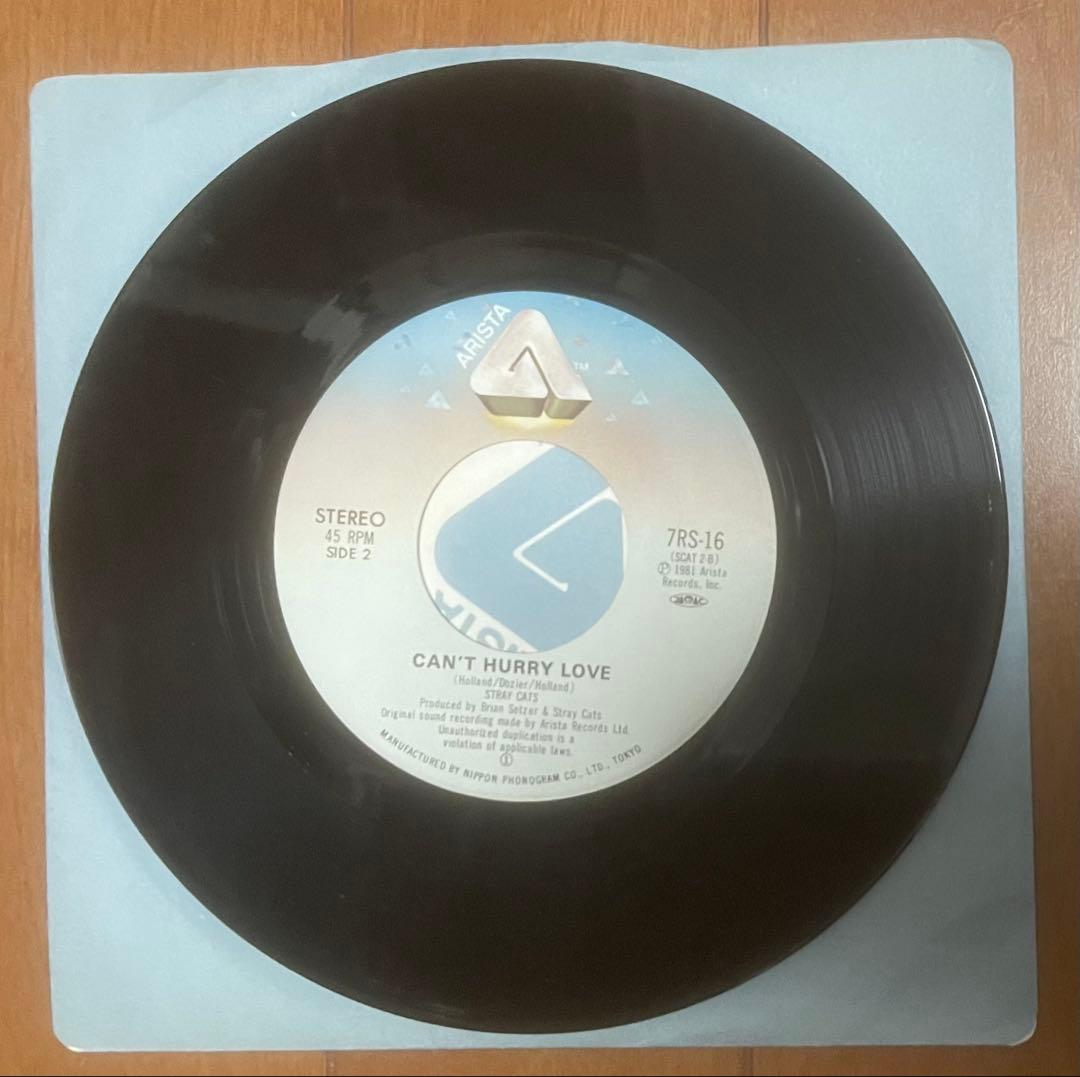 ARISTA
TM
STEREO
45 RPM
SIDE 2
7RS-16
(SCAT 2-B)
Ⓟ 1981 Arista
Records, Inc.
CAN'T HURRY LOVE
(Holland/Dozier/Holland)
STRAY CATS
Produced by Brian Setzer & Stray Cats
Original sound recording made by Arista Records Ltd.
Unauthorized duplication is a
violation of applicable laws.
MANUFACTURED BY NIPPON PHONOGRAM CO., LTD., TOKYO